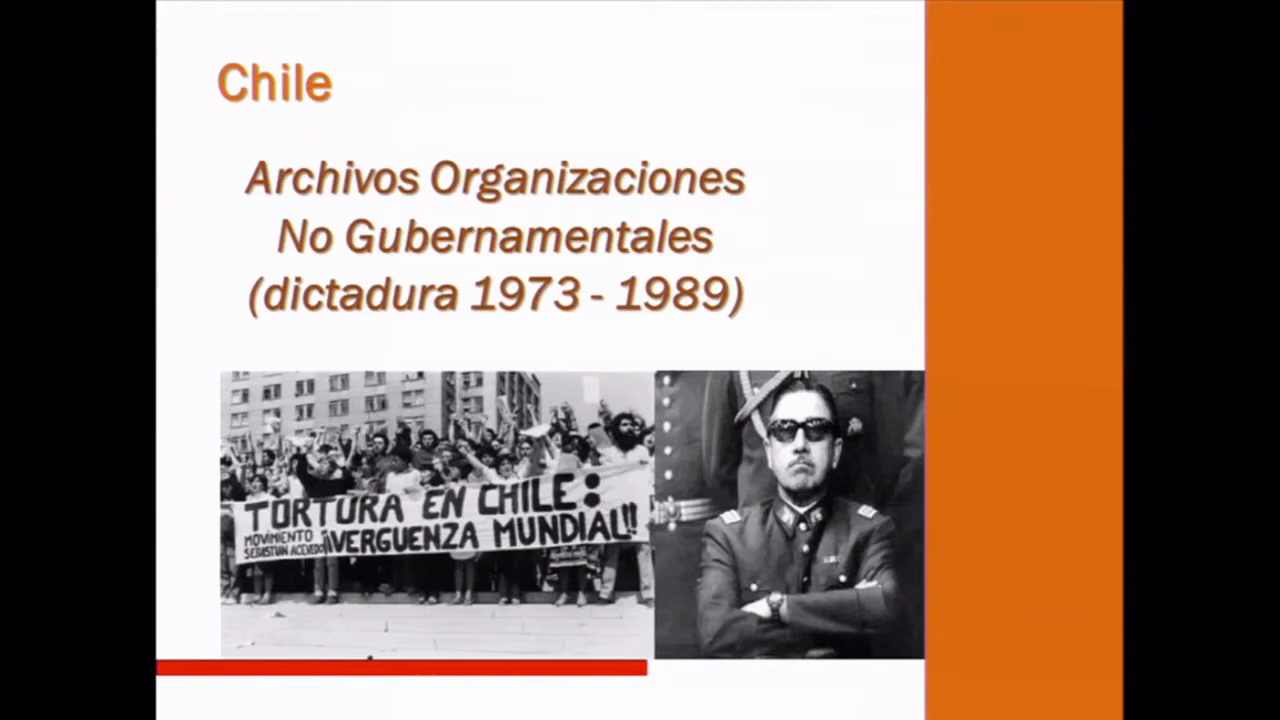 Chile
Archivos Organizaciones
No Gubernamentales
(dictadura 1973 - 1989)
TORTURA EN CHILE:
MOVIMIENTO
SEBASTIAN ACEVEDO
¡VERGUENZA MUNDIAL!!